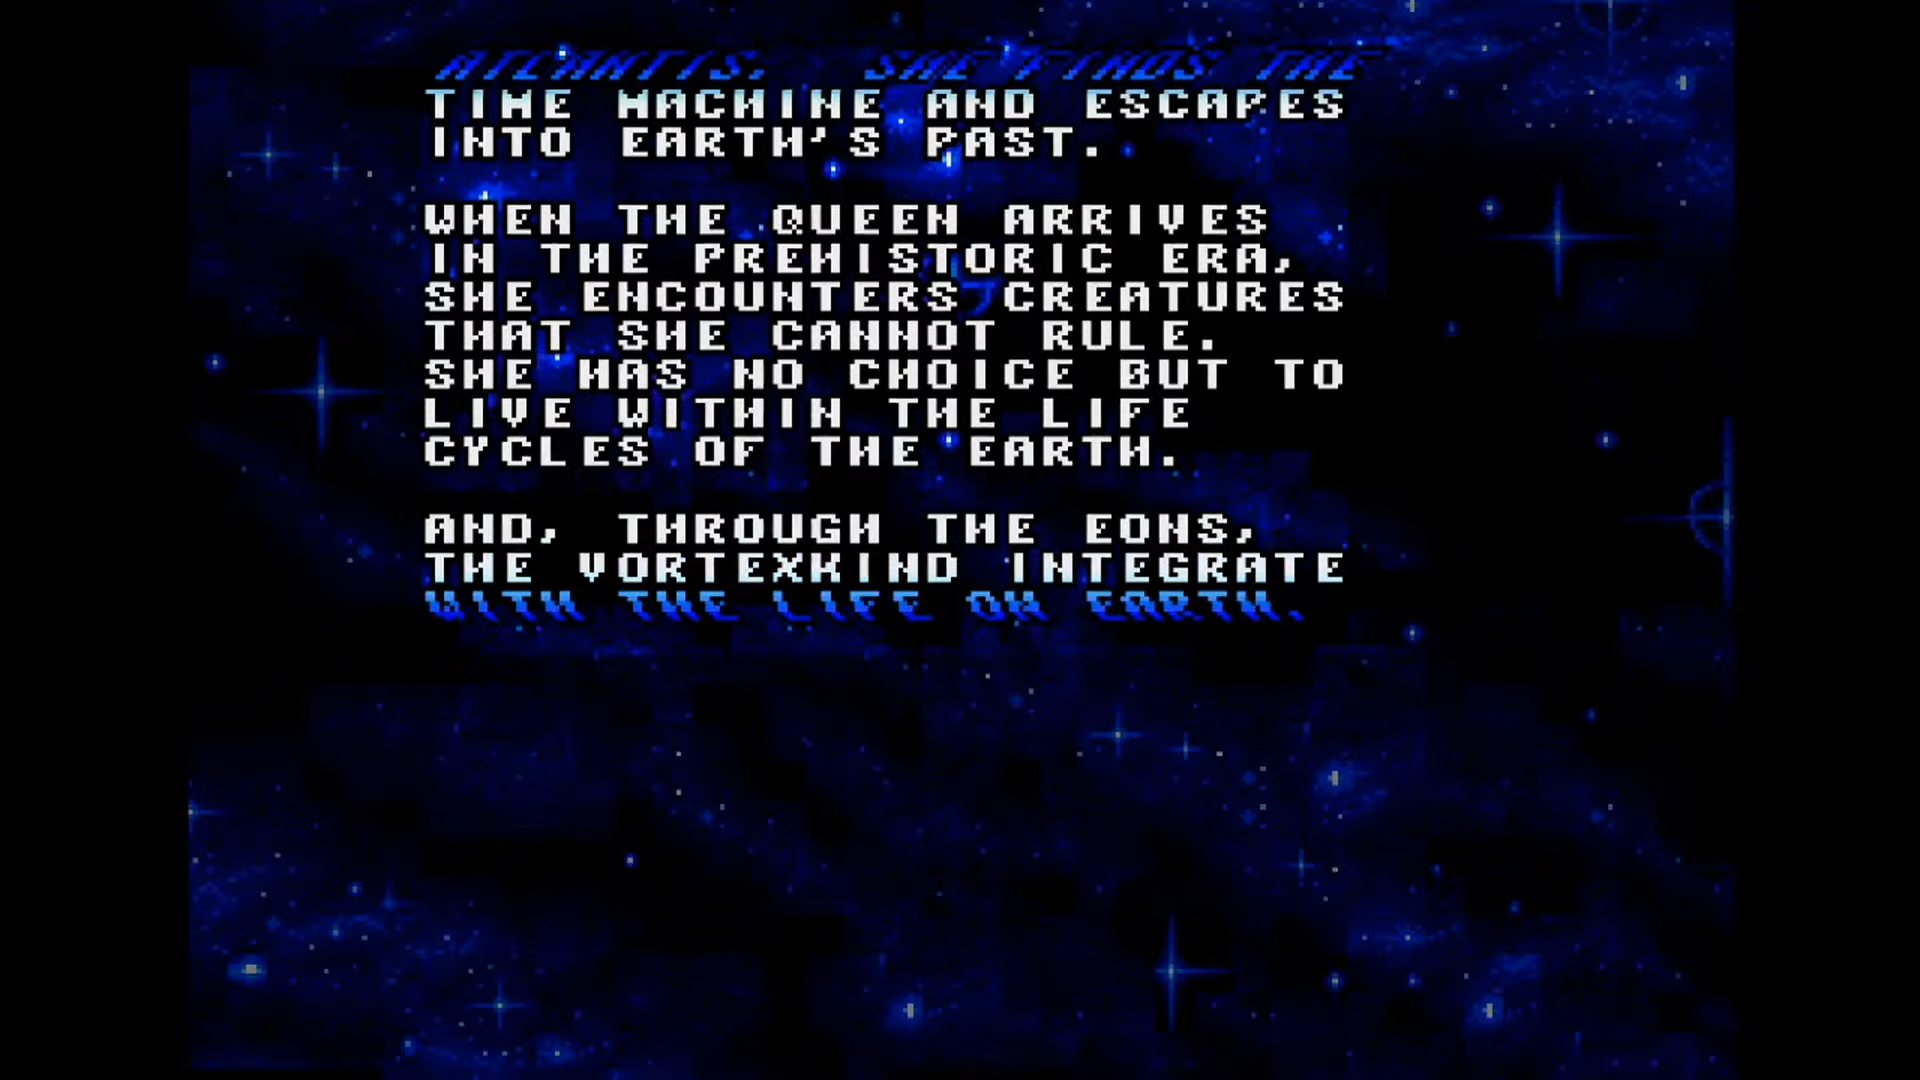 ATLANTIS. SHE FINDS THE
TIME MACHINE AND ESCAPES
INTO EARTH'S PAST.
WHEN THE QUEEN ARRIVES
IN THE PREHISTORIC ERA,
SHE ENCOUNTERS CREATURES
THAT SHE CANNOT RULE.
SHE HAS NO CHOICE BUT TO
LIVE WITHIN THE LIFE
CYCLES OF THE EARTH.
AND, THROUGH THE EONS,
THE VORTEXKIND INTEGRATE
WITH THE LIFE ON EARTH.